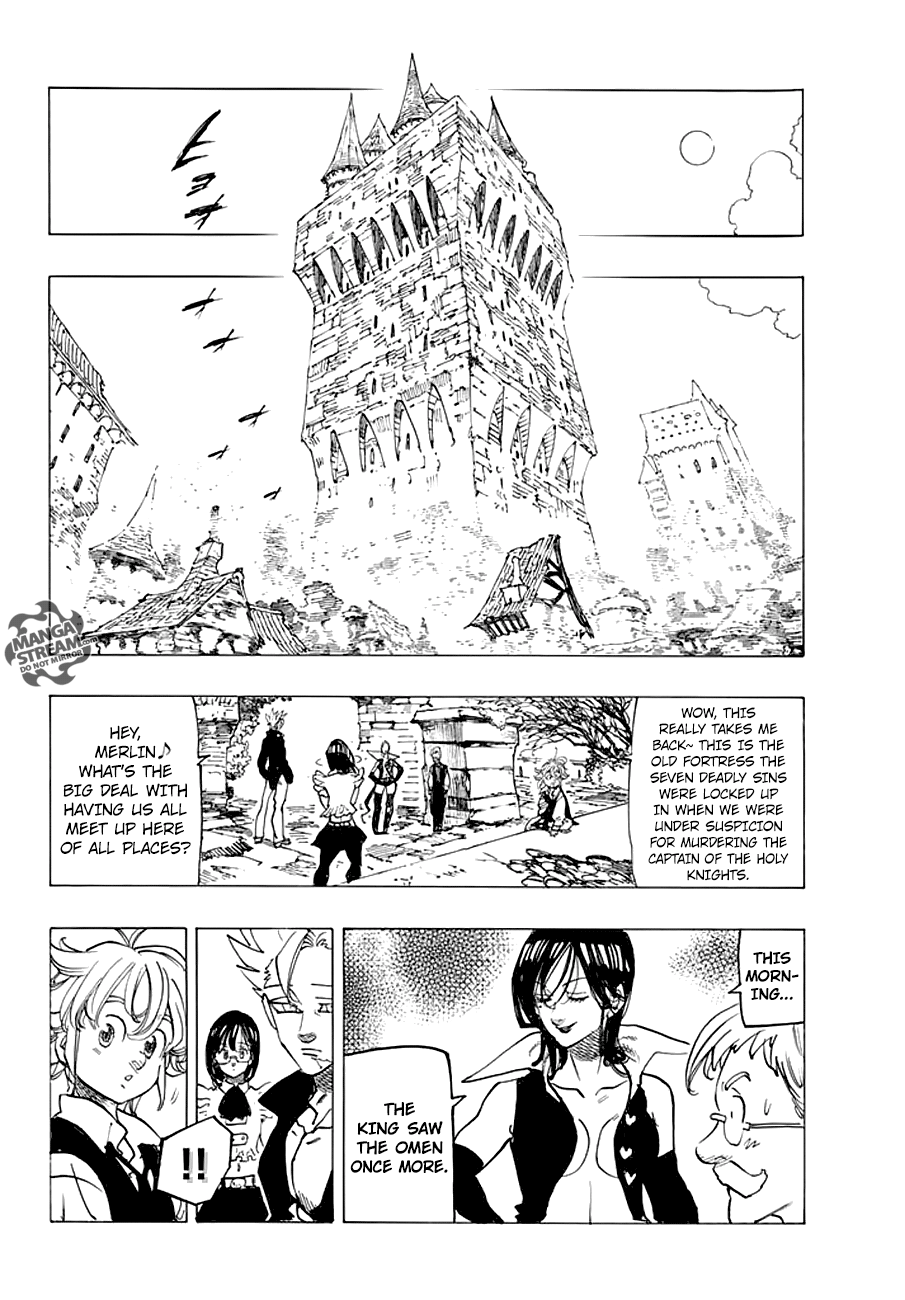 WOW, THIS
REALLY TAKES ME
BACK~ THIS IS THE
OLD FORTRESS THE
SEVEN DEADLY SINS
WERE LOCKED UP
IN WHEN WE WERE
UNDER SUSPICION
FOR MURDERING THE
CAPTAIN OF THE HOLY
KNIGHTS.
HEY,
MERLIN♪
WHAT'S THE
BIG DEAL WITH
HAVING US ALL
MEET UP HERE
OF ALL PLACES?
THIS
MORN-
ING...
THE
KING SAW
THE OMEN
ONCE MORE.
!!
MANGA
STREAM.com
DO NOT MIRROR